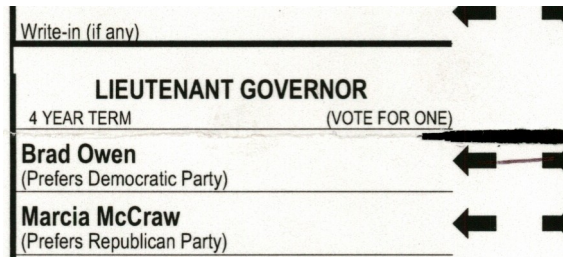 Write-in (if any)
LIEUTENANT GOVERNOR
4 YEAR TERM (VOTE FOR ONE)
Brad Owen
(Prefers Democratic Party)
Marcia McCraw
(Prefers Republican Party)